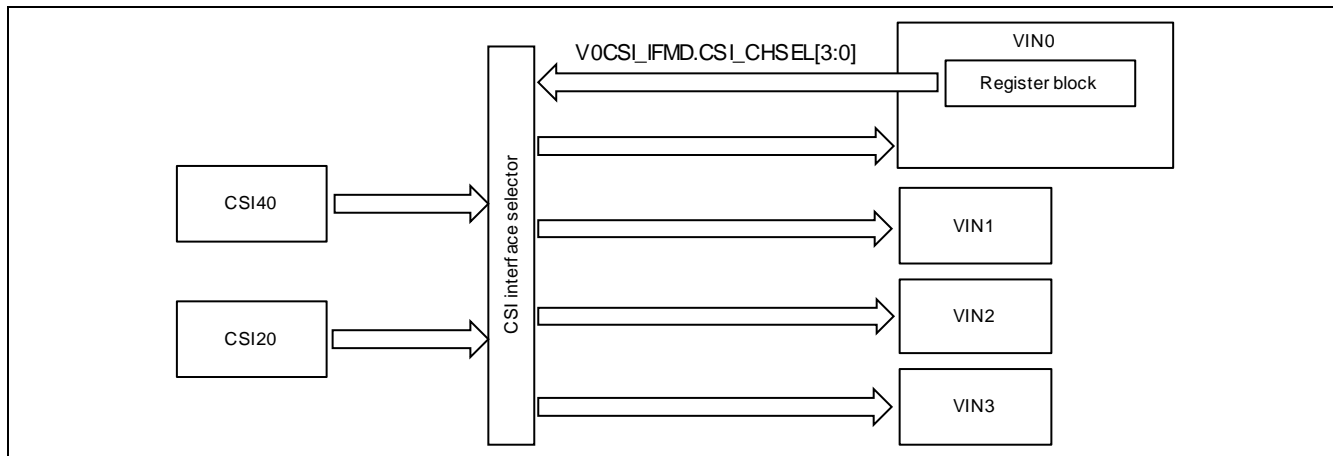 VIN0
V0CSI_IFMD.CSI_CHSEL[3:0]
Register block
CSI interface selector
CSI40
VIN1
CSI20
VIN2
VIN3